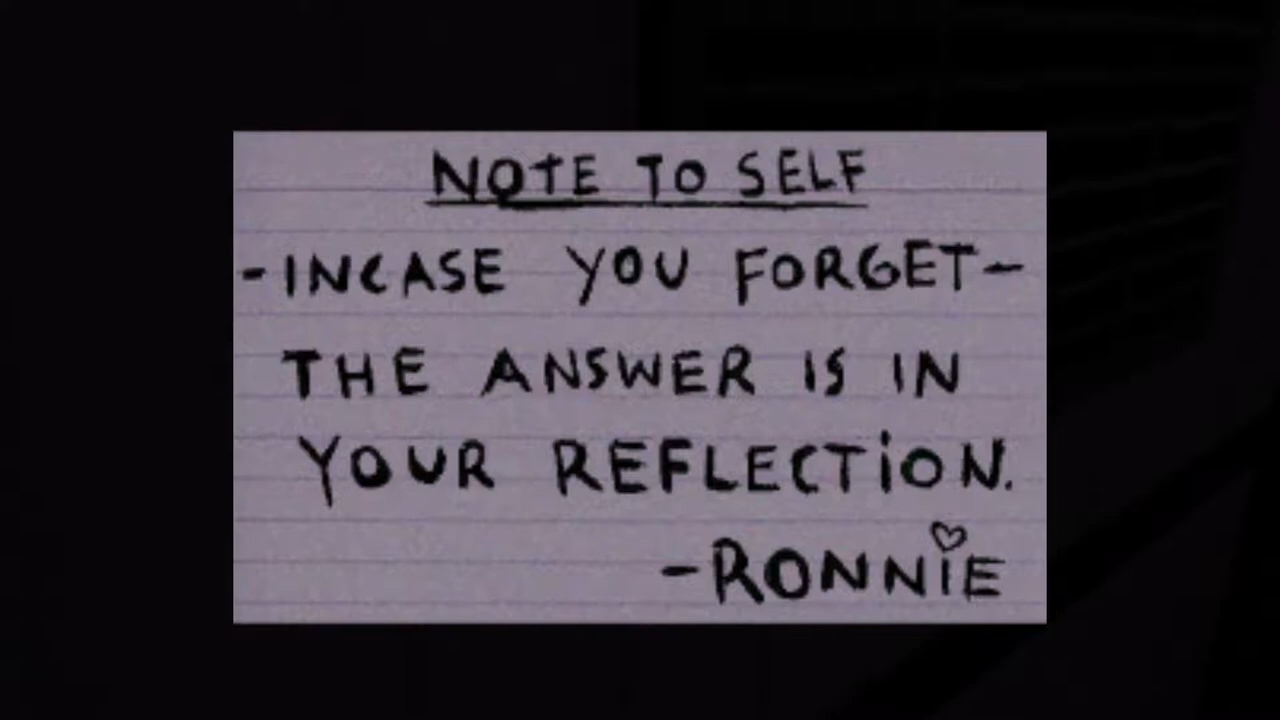 NOTE TO SELF
-INCASE YOU FORGET-
THE ANSWER IS IN
YOUR REFLECTION.
-RONNiE